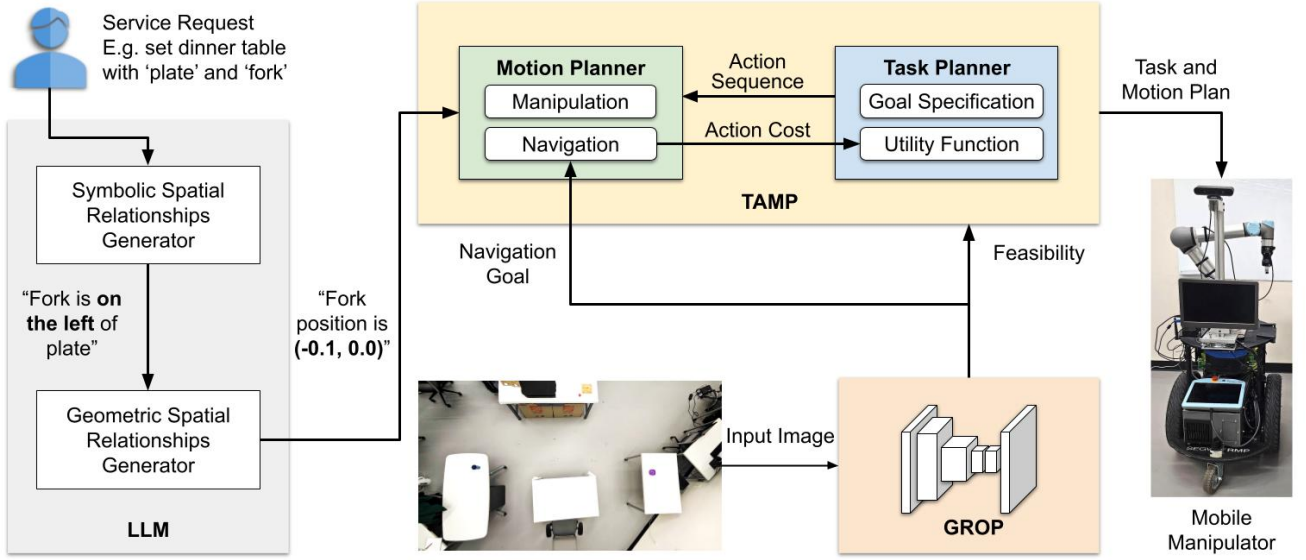 Service Request
E.g. set dinner table
with ‘plate’ and ‘fork’
Symbolic Spatial
Relationships
Generator
“Fork is on
the left of
plate”
Geometric Spatial
Relationships
Generator
LLM
“Fork
position is
(-0.1, 0.0)”
Motion Planner
Manipulation
Navigation
Action
Sequence
Action Cost
Task Planner
Goal Specification
Utility Function
TAMP
Navigation
Goal
Feasibility
Input Image
GROP
Task and
Motion Plan
Mobile
Manipulator